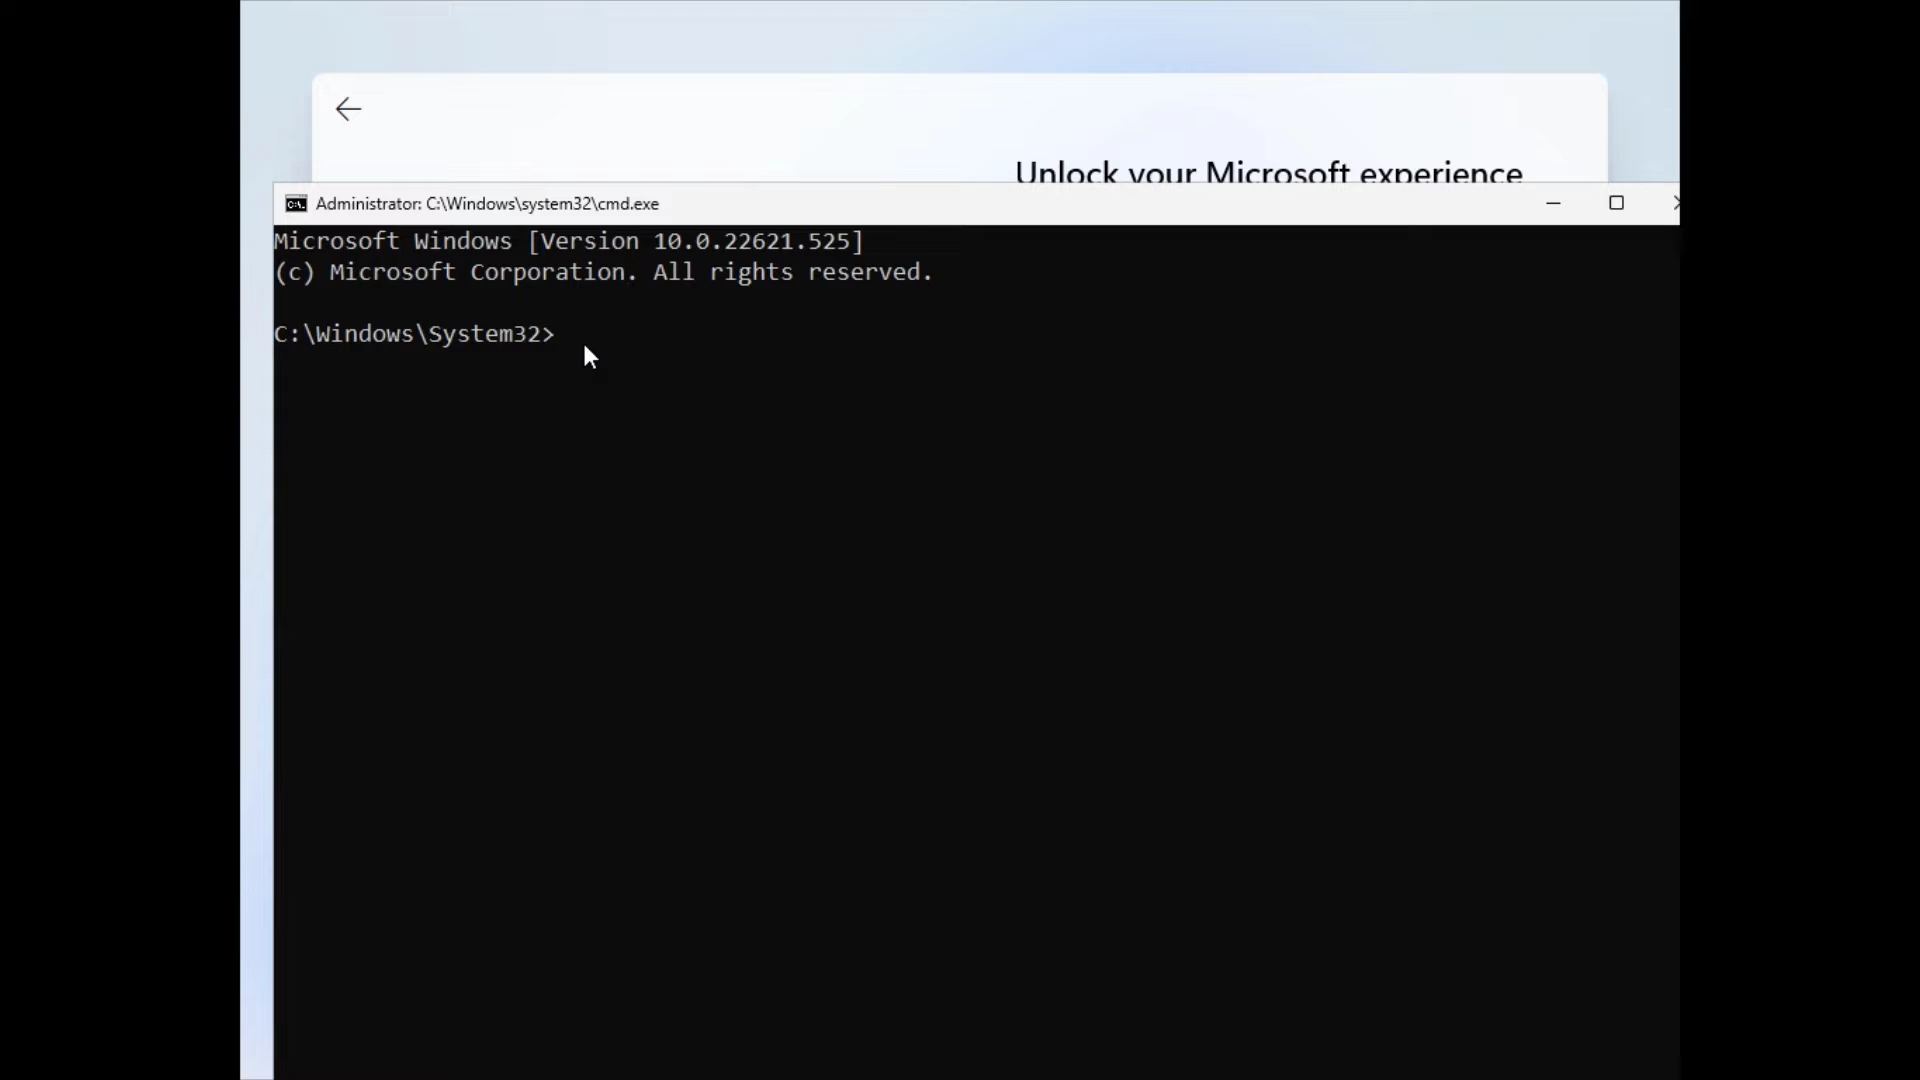 Unlock your Microsoft experience
Administrator: C:\Windows\system32\cmd.exe
Microsoft Windows [Version 10.0.22621.525]
(c) Microsoft Corporation. All rights reserved.
C:\Windows\System32>